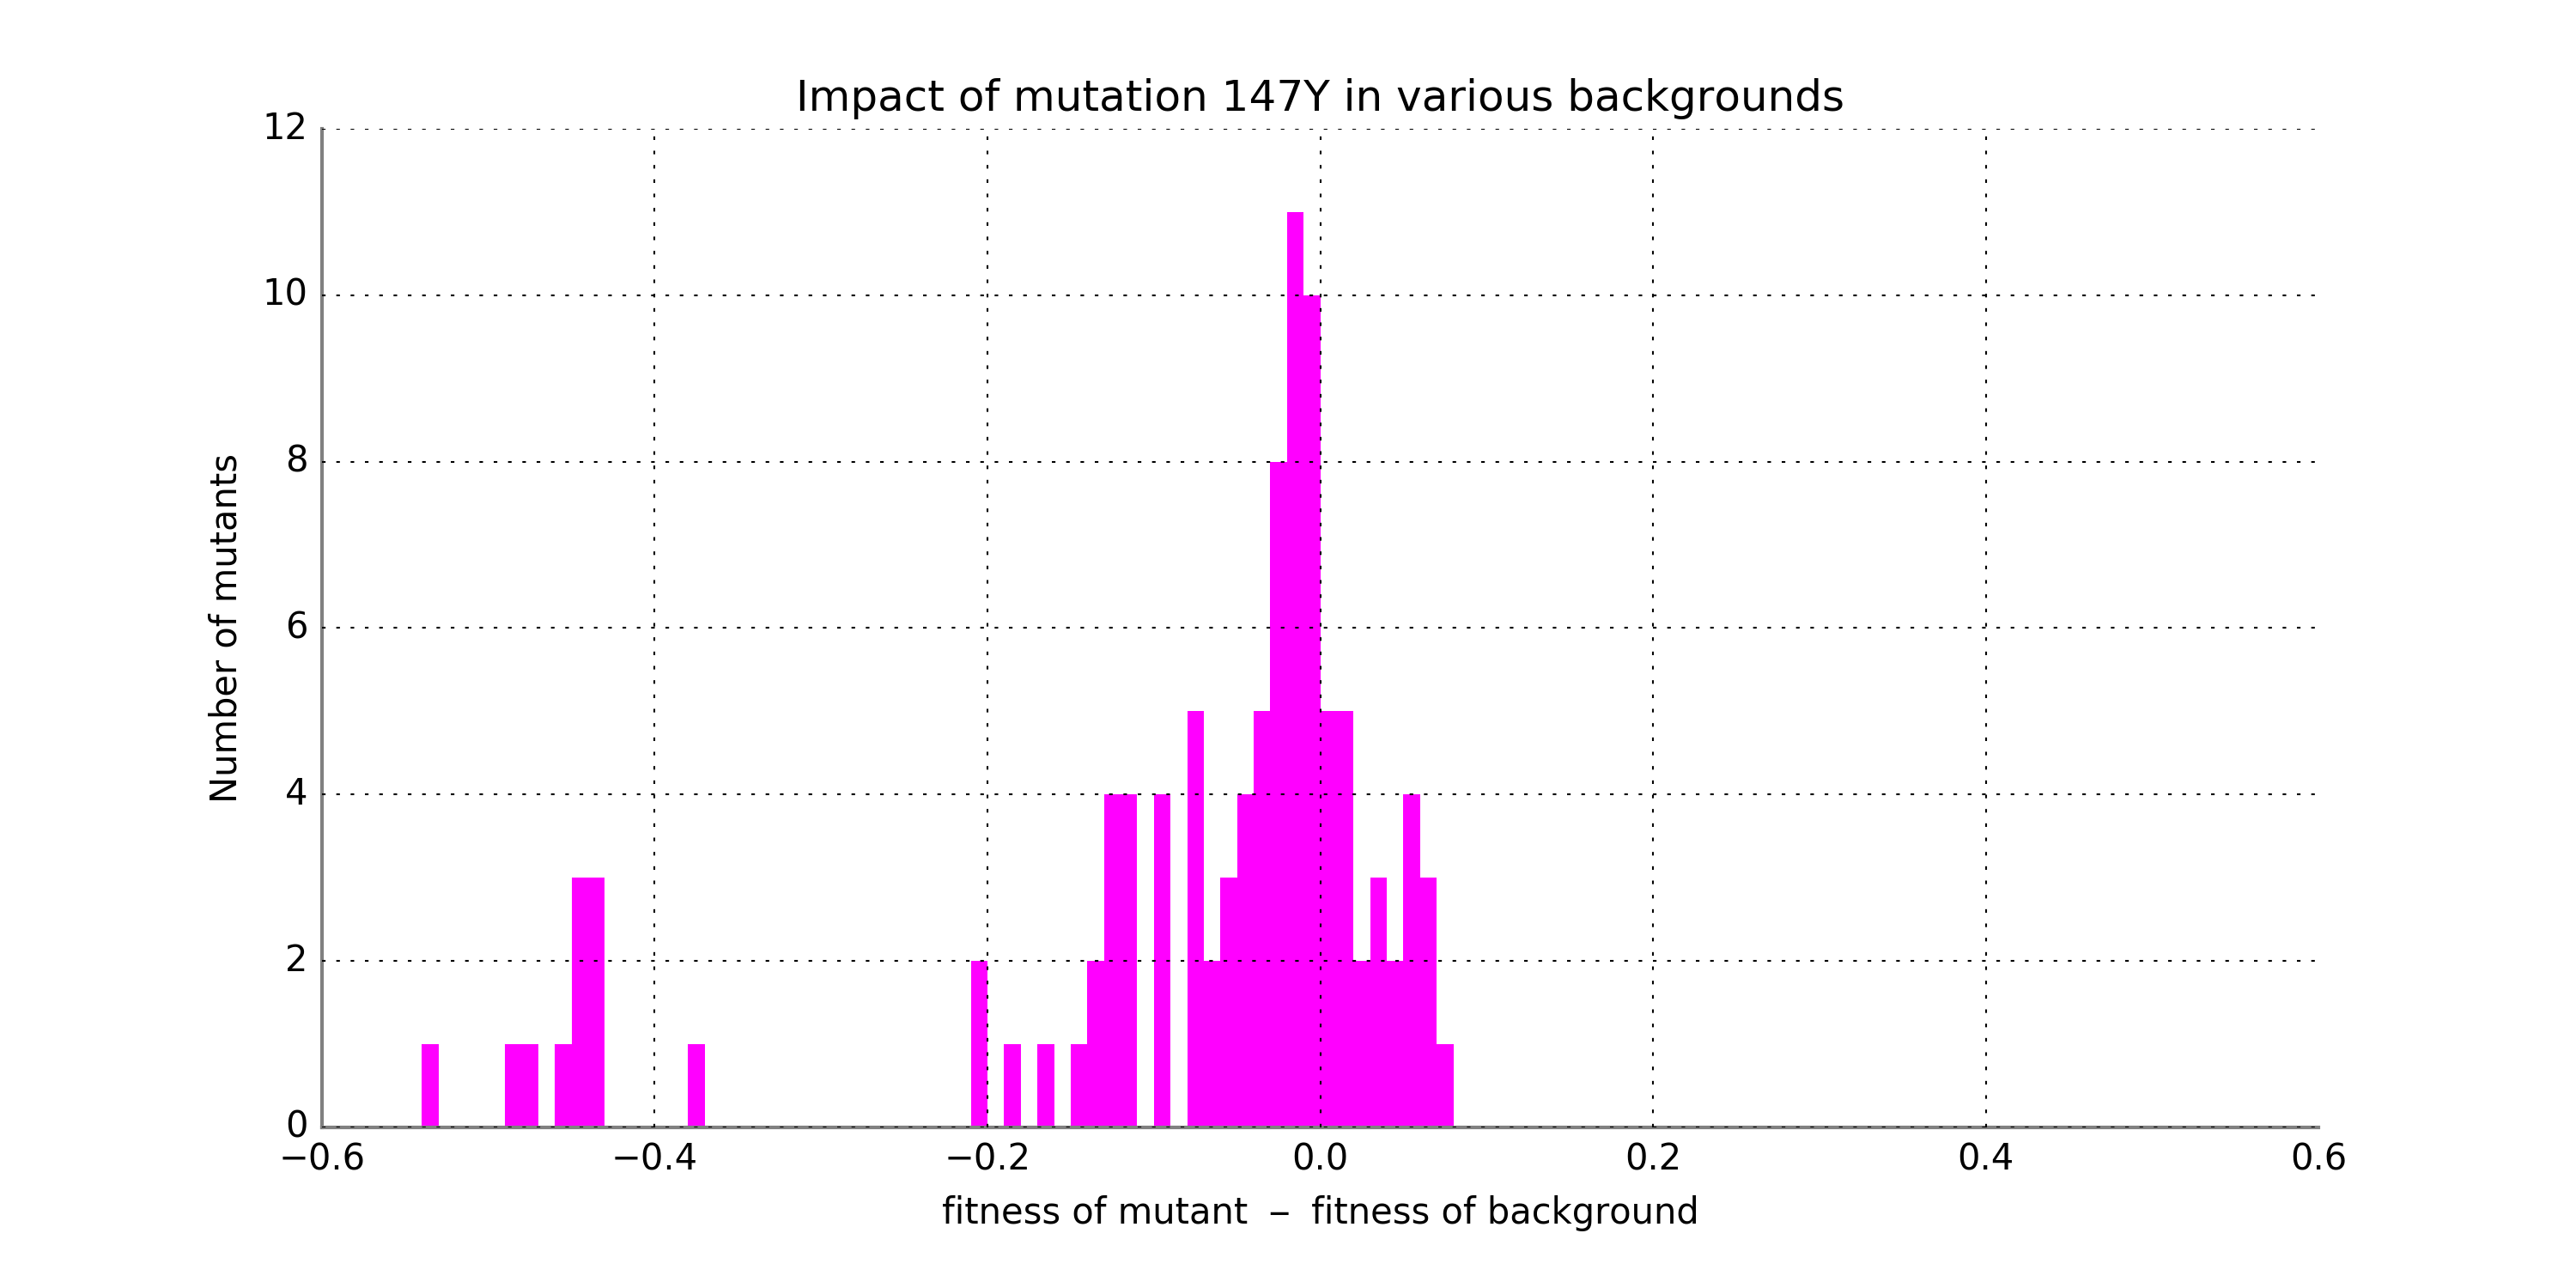 Impact of mutation 147Y in various backgrounds
12
10
8
6
4
2
0
Number of mutants
−0.6 −0.4 −0.2 0.0 0.2 0.4 0.6
fitness of mutant − fitness of background